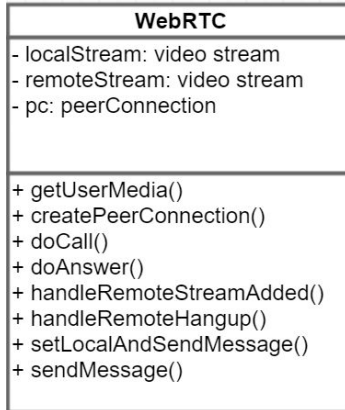 WebRTC
- localStream: video stream
- remoteStream: video stream
- pc: peerConnection
+ getUserMedia()
+ createPeerConnection()
+ doCall()
+ doAnswer()
+ handleRemoteStreamAdded()
+ handleRemoteHangup()
+ setLocalAndSendMessage()
+ sendMessage()